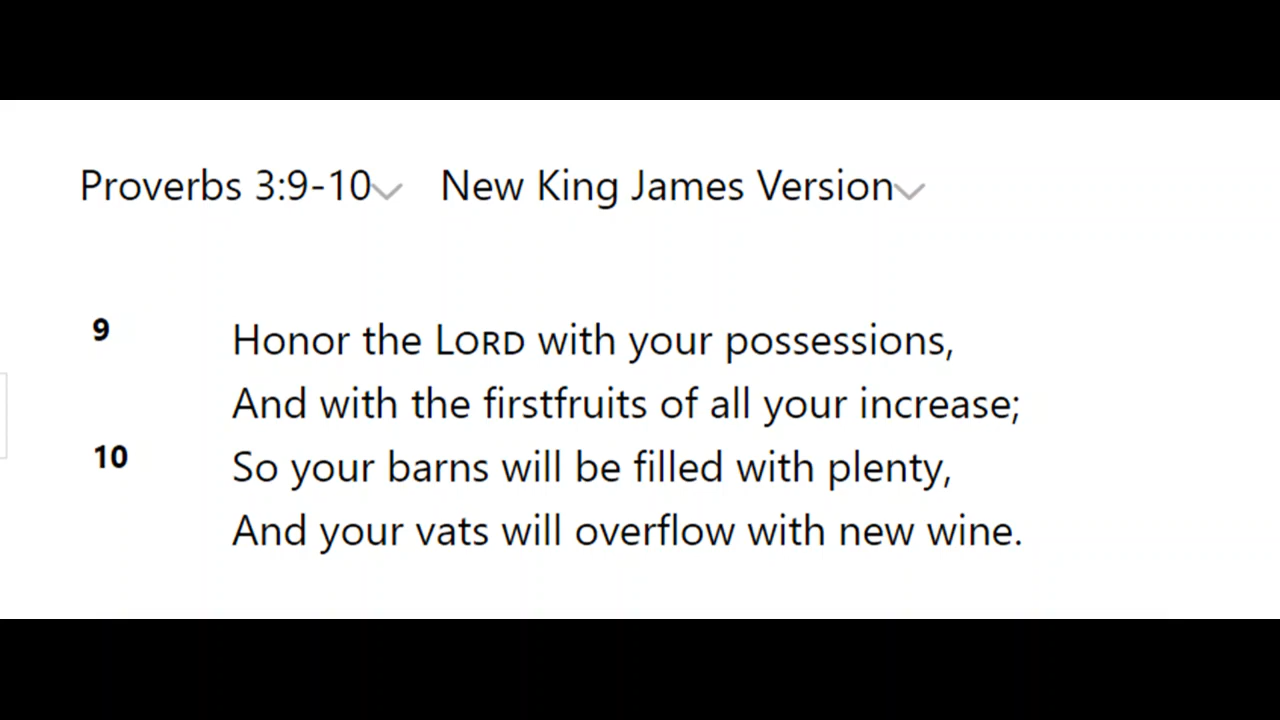 Proverbs 3:9-10 New King James Version
9 Honor the LORD with your possessions,
And with the firstfruits of all your increase;
10 So your barns will be filled with plenty,
And your vats will overflow with new wine.